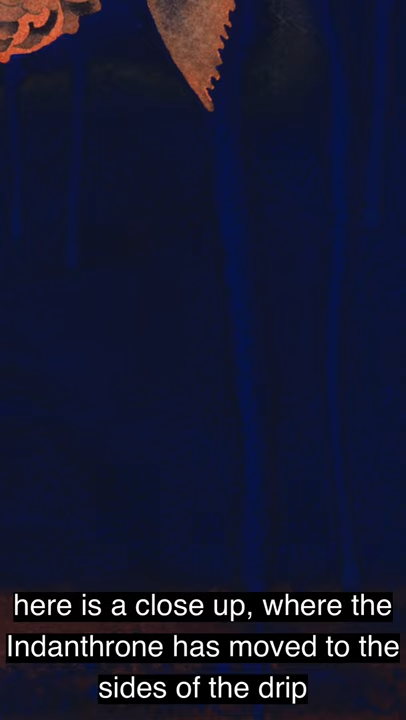 here is a close up, where the
Indanthrone has moved to the
sides of the drip